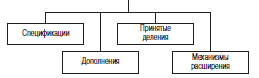 Спецификации
Принятые
деления
Дополнения
Механизмы
расширения